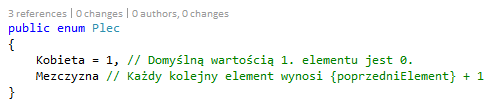 3 references | 0 changes | 0 authors, 0 changes
public enum Plec
{
    Kobieta = 1, // Domyślną wartością 1. elementu jest 0.
    Mezczyzna // Każdy kolejny element wynosi {poprzedniElement} + 1
}